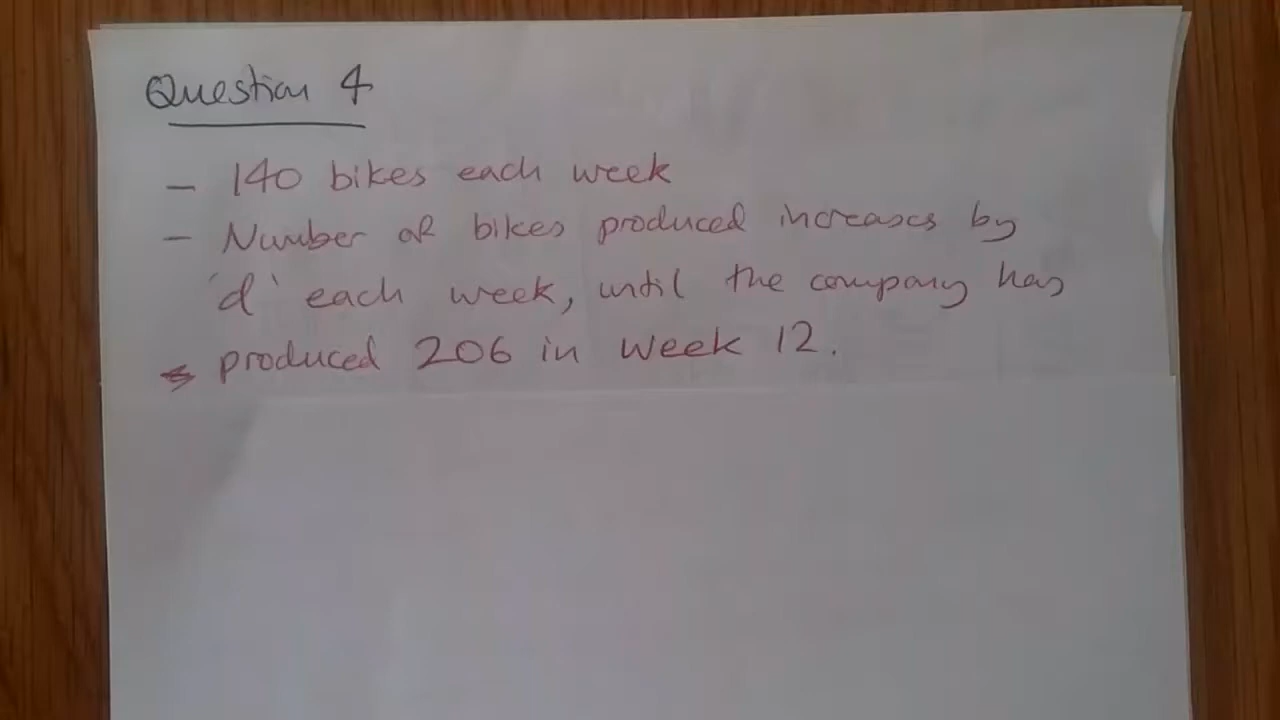 Question 4
- 140 bikes each week
- Number of bikes produced increases by
'd' each week, until the company has
produced 206 in week 12.